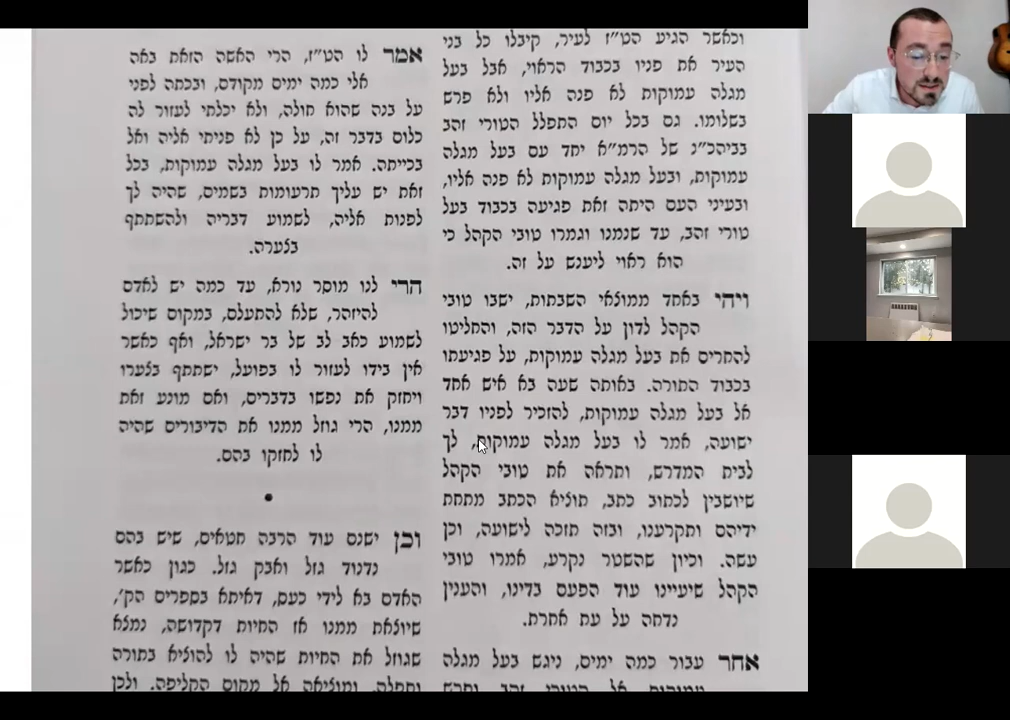 וכאשר הגיע הט״ז לעיר, קיבלו כל בני
העיר את פניו בכבוד הראוי, אבל בעל
מגלה עמוקות לא פנה אליו ולא פרש
בשלומו. גם בכל יום התפלל הטורי זהב
בביהכ״נ של הרמ״א יחד עם בעל מגלה
עמוקות, ובעל מגלה עמוקות לא פנה אליו,
ובעיני העם היתה זאת פגיעה בכבוד בעל
טורי זהב, עד שנמנו וגמרו טובי הקהל כי
הוא ראוי ליענש על זה.
ויהי באחד ממוצאי השבתות, ישבו טובי
הקהל לדון על הדבר הזה, והחליטו
להחרים את בעל מגלה עמוקות, על פגיעתו
בכבוד התורה. באותה שעה בא איש אחד
אל בעל מגלה עמוקות, להזכיר לפניו דבר
ישועה, אמר לו בעל מגלה עמוקות, לך
לבית המדרש, ותראה את טובי הקהל
שיושבין לכתוב כתב, תוציא הכתב מתחת
ידיהם ותקרענו, ובזה תזכה לישועה, וכן
עשה. וכיון שהשטר נקרע, אמרו טובי
הקהל שיעיינו עוד הפעם בדינו, והענין
נדחה על עת אחרת.
אחר עבור כמה ימים, ניגש בעל מגלה
עמוקות אל הטורי זהב
אמר לו הט״ז, הרי האשה הזאת באה
אלי כמה ימים מקודם, ובכתה לפני
על בנה שהוא חולה, ולא יכלתי לעזור לה
כלום בדבר זה, על כן לא פניתי אליה ואל
בכייתה. אמר לו בעל מגלה עמוקות, בכל
זאת יש עליך תרעומות בשמים, שהיה לך
לפנות אליה, לשמוע דבריה ולהשתתף
בצערה.
הרי לנו מוסר נורא, עד כמה יש לאדם
להיזהר, שלא להתעלם, במקום שיכול
לשמוע כאב לב של בר ישראל, ואף כאשר
אין בידו לעזור לו בפועל, ישתתף בצערו
ויחזק את נפשו בדברים, ואם מונע זאת
ממנו, הרי גוזל ממנו את הדיבורים שהיה
לו לחזקו בהם.
וכן ישנם עוד הרבה חטאים, שיש בהם
נדנוד גזל ואבק גזל. כגון כאשר
האדם בא לידי כעס, דאיתא בספרים הק׳,
שיוצאת ממנו אז החיות דקדושה, נמצא
שגוזל את החיות שהיה לו להוציא בתורה
ותפלה, ומוציאה אל מקום החליפה. ולכן